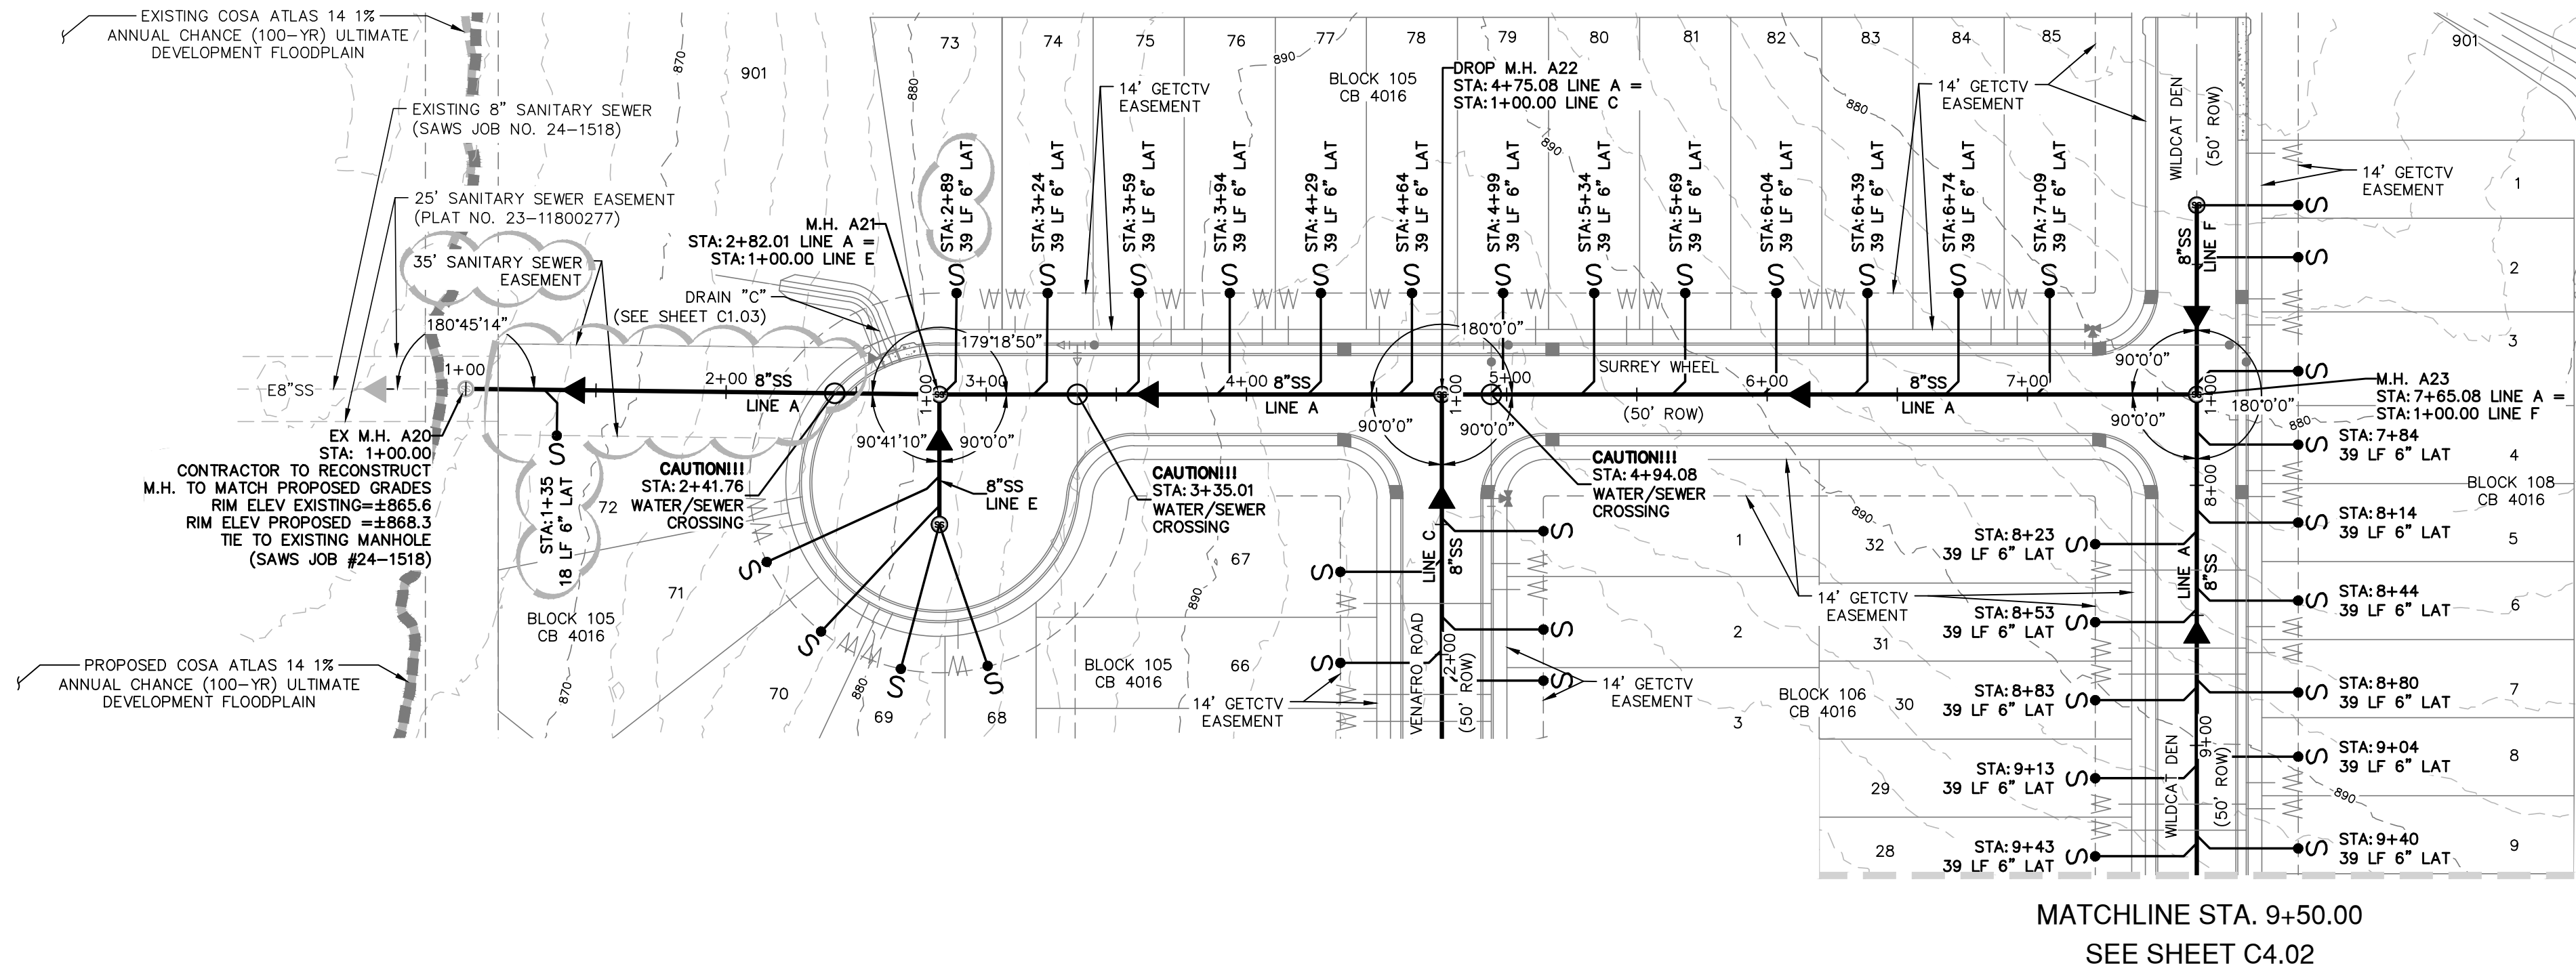 EXISTING COSA ATLAS 14 1%
ANNUAL CHANCE (100-YR) ULTIMATE
DEVELOPMENT FLOODPLAIN
EXISTING 8" SANITARY SEWER
(SAWS JOB NO. 24-1518)
25' SANITARY SEWER EASEMENT
(PLAT NO. 23-11800277)
35' SANITARY SEWER
EASEMENT
180°45'14"
E8"SS
1+00
EX M.H. A20
STA: 1+00.00
CONTRACTOR TO RECONSTRUCT
M.H. TO MATCH PROPOSED GRADES
RIM ELEV EXISTING=±865.6
RIM ELEV PROPOSED =±868.3
TIE TO EXISTING MANHOLE
(SAWS JOB #24-1518)
PROPOSED COSA ATLAS 14 1%
ANNUAL CHANCE (100-YR) ULTIMATE
DEVELOPMENT FLOODPLAIN
870
901
880
M.H. A21
STA: 2+82.01 LINE A =
STA: 1+00.00 LINE E
DRAIN "C"
(SEE SHEET C1.03)
2+00
8"SS
LINE A
S
STA: 1+35
18 LF 6" LAT
72
CAUTION!!!
STA: 2+41.76
WATER/SEWER
CROSSING
BLOCK 105
CB 4016
71
870
70
880
69
68
S
S
S
S
179°18'50"
1+00
3+00
90°41'10"
90°0'0"
8"SS
LINE E
CAUTION!!!
STA: 3+35.01
WATER/SEWER
CROSSING
73
74
75
76
77
78
79
80
81
82
83
84
85
890
BLOCK 105
CB 4016
14' GETCTV
EASEMENT
DROP M.H. A22
STA: 4+75.08 LINE A =
STA: 1+00.00 LINE C
890
880
14' GETCTV
EASEMENT
STA: 2+89
39 LF 6" LAT
S
STA: 3+24
39 LF 6" LAT
S
STA: 3+59
39 LF 6" LAT
S
STA: 3+94
39 LF 6" LAT
S
STA: 4+29
39 LF 6" LAT
S
STA: 4+64
39 LF 6" LAT
S
STA: 4+99
39 LF 6" LAT
S
STA: 5+34
39 LF 6" LAT
S
STA: 5+69
39 LF 6" LAT
S
STA: 6+04
39 LF 6" LAT
S
STA: 6+39
39 LF 6" LAT
S
STA: 6+74
39 LF 6" LAT
S
STA: 7+09
39 LF 6" LAT
S
4+00
8"SS
LINE A
180°0'0"
1+00
5+00
90°0'0"
90°0'0"
SURREY WHEEL
(50' ROW)
6+00
8"SS
LINE A
7+00
CAUTION!!!
STA: 4+94.08
WATER/SEWER
CROSSING
67
890
66
BLOCK 105
CB 4016
14' GETCTV
EASEMENT
S
S
LINE C
8"SS
VENAFRO ROAD
(50' ROW)
2+00
S
S
S
14' GETCTV
EASEMENT
1
2
3
890
32
31
30
29
28
14' GETCTV
EASEMENT
BLOCK 106
CB 4016
STA: 8+23
39 LF 6" LAT
S
STA: 8+53
39 LF 6" LAT
S
STA: 8+83
39 LF 6" LAT
S
STA: 9+13
39 LF 6" LAT
S
STA: 9+43
39 LF 6" LAT
S
WILDCAT DEN
(50' ROW)
8"SS
LINE F
90°0'0"
90°0'0"
1+00
180°0'0"
8+00
LINE A
8"SS
9+00
WILDCAT DEN
(50' ROW)
901
14' GETCTV
EASEMENT
S
S
S
M.H. A23
STA: 7+65.08 LINE A =
STA: 1+00.00 LINE F
880
S
STA: 7+84
39 LF 6" LAT
S
STA: 8+14
39 LF 6" LAT
S
STA: 8+44
39 LF 6" LAT
S
STA: 8+80
39 LF 6" LAT
S
STA: 9+04
39 LF 6" LAT
890
S
STA: 9+40
39 LF 6" LAT
1
2
3
4
BLOCK 108
CB 4016
5
6
7
8
9
MATCHLINE STA. 9+50.00
SEE SHEET C4.02